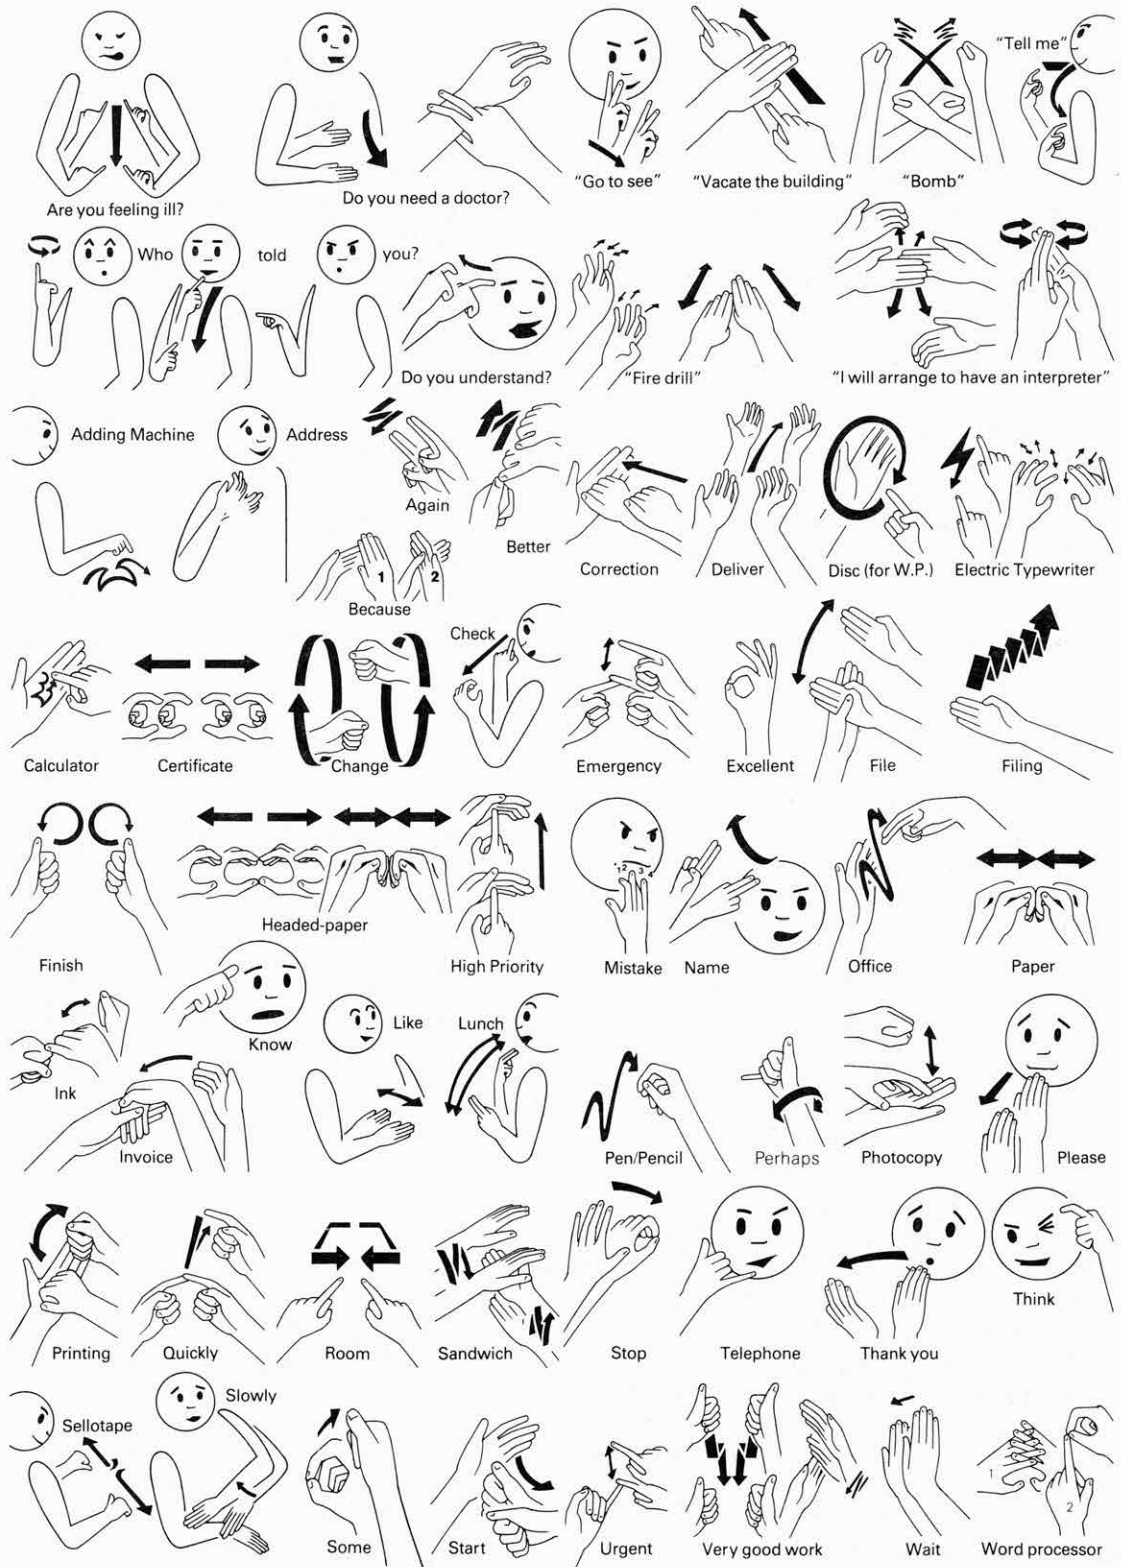 "Tell me"
Are you feeling ill?
Do you need a doctor?
"Go to see"
"Vacate the building"
"Bomb"
Who
told
you?
Do you understand?
"Fire drill"
"I will arrange to have an interpreter"
Adding Machine
Address
Again
Better
1
2
Because
Correction
Deliver
Disc (for W.P.)
Electric Typewriter
Calculator
Certificate
Change
Check
Emergency
Excellent
File
Filing
Finish
Headed-paper
High Priority
1 2 3 4
Mistake
Name
Office
Paper
Know
Ink
Invoice
Like
Lunch
Pen/Pencil
Perhaps
Photocopy
Please
Printing
Quickly
Room
Sandwich
Stop
Telephone
Thank you
Think
Sellotape
Slowly
Some
Start
Urgent
Very good work
Wait
1
2
Word processor